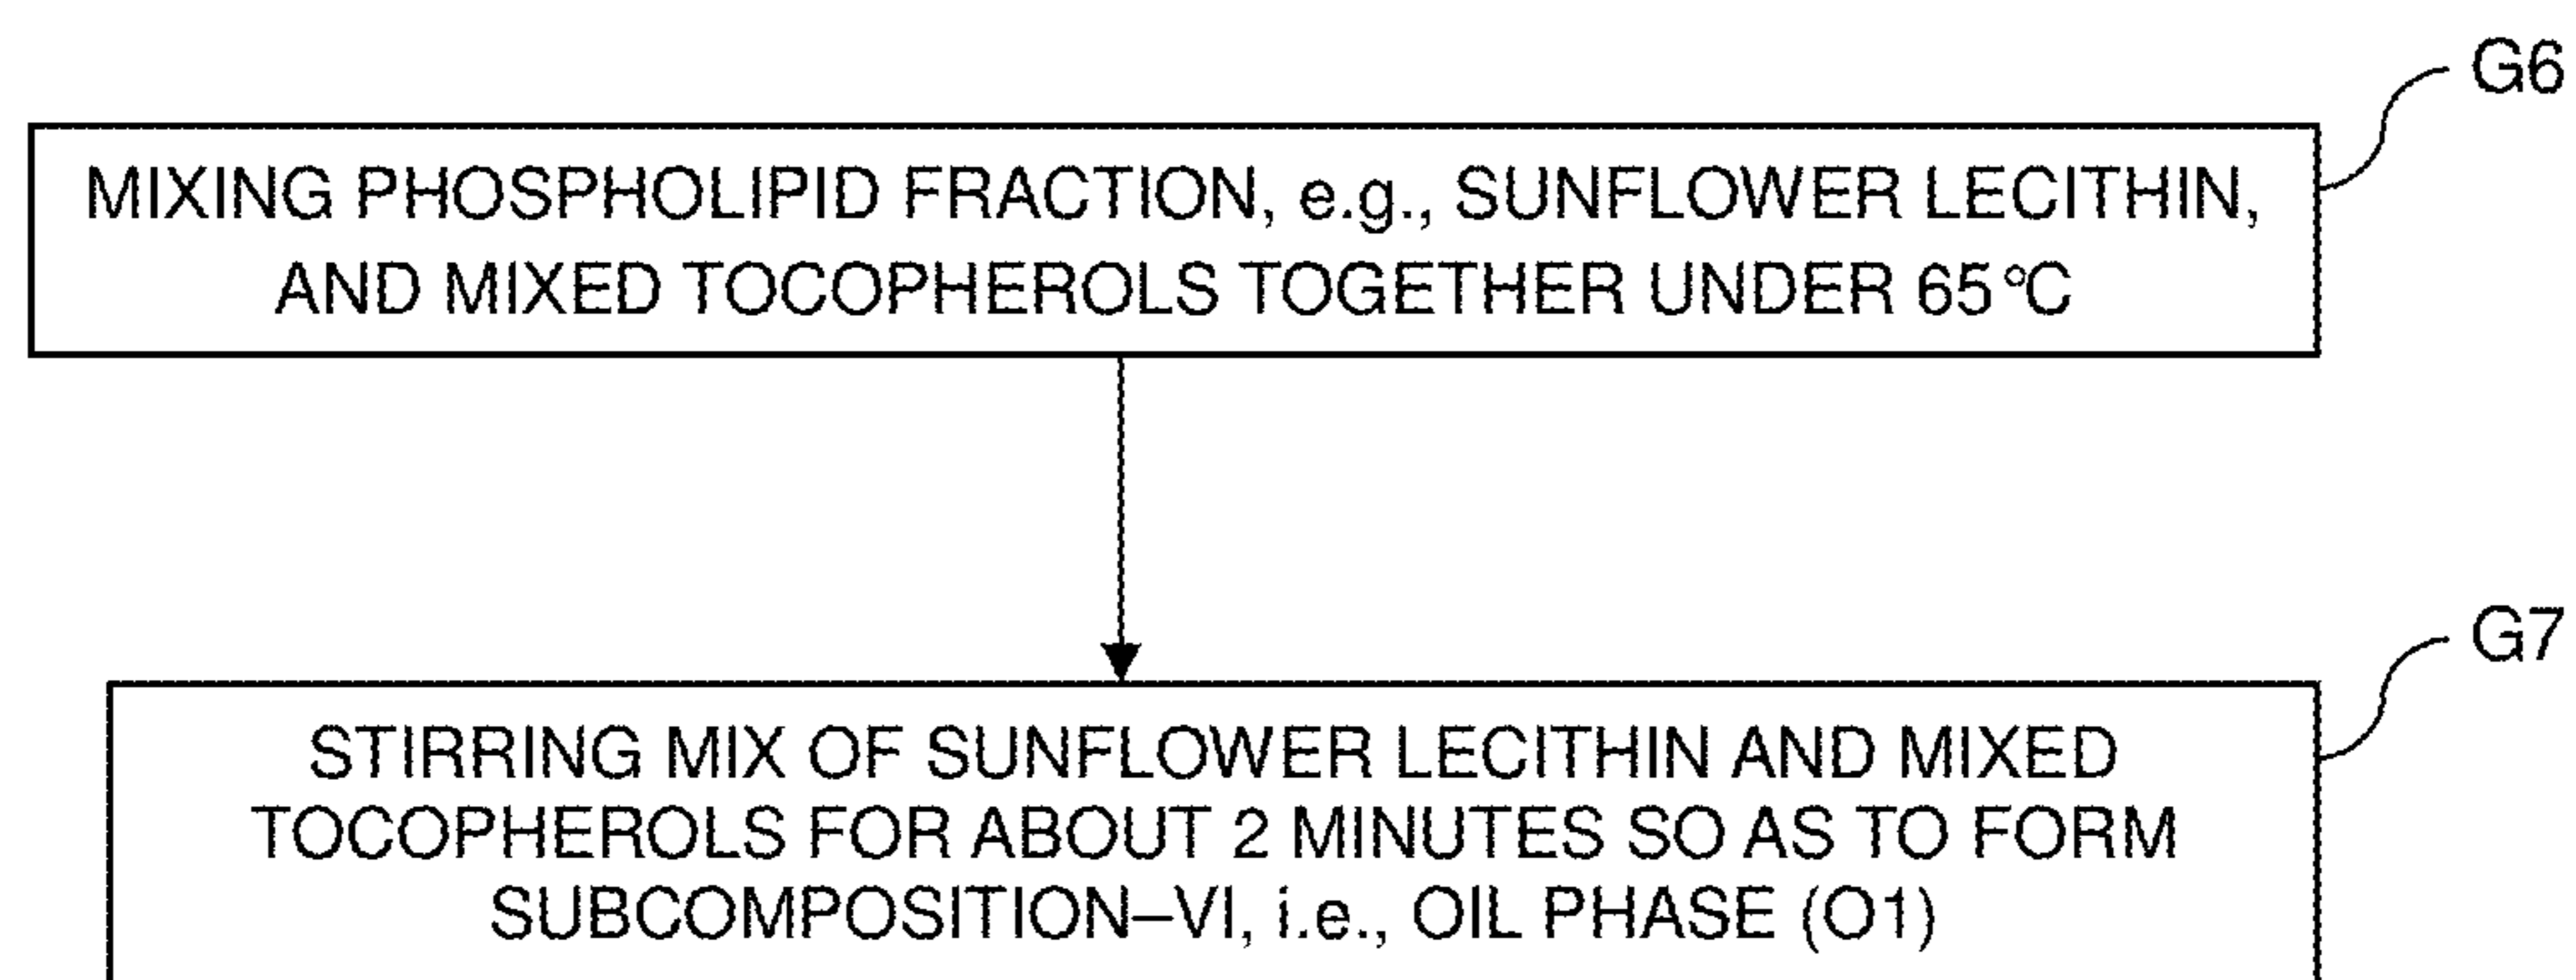 G6
MIXING PHOSPHOLIPID FRACTION, e.g., SUNFLOWER LECITHIN,
AND MIXED TOCOPHEROLS TOGETHER UNDER 65°C
G7
STIRRING MIX OF SUNFLOWER LECITHIN AND MIXED
TOCOPHEROLS FOR ABOUT 2 MINUTES SO AS TO FORM
SUBCOMPOSITION–VI, i.e., OIL PHASE (O1)